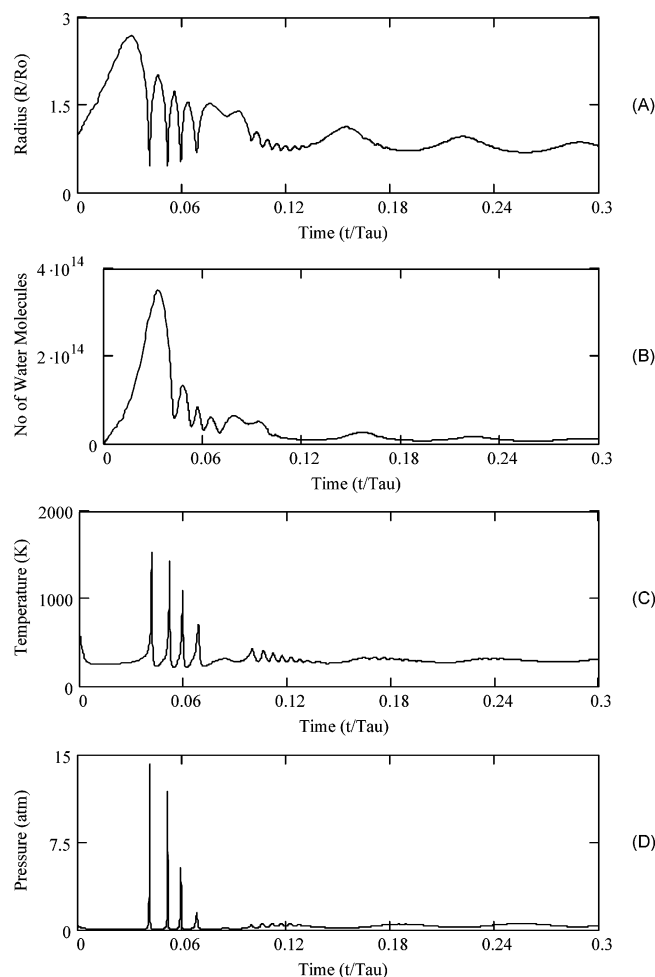 3
1.5
0
Radius (R/Ro)
0 0.06 0.12 0.18 0.24 0.3
Time (t/Tau)
(A)
4 ·10^14
2 ·10^14
0
No of Water Molecules
0 0.06 0.12 0.18 0.24 0.3
Time (t/Tau)
(B)
2000
1000
0
Temperature (K)
0 0.06 0.12 0.18 0.24 0.3
Time (t/Tau)
(C)
15
7.5
0
Pressure (atm)
0 0.06 0.12 0.18 0.24 0.3
Time (t/Tau)
(D)